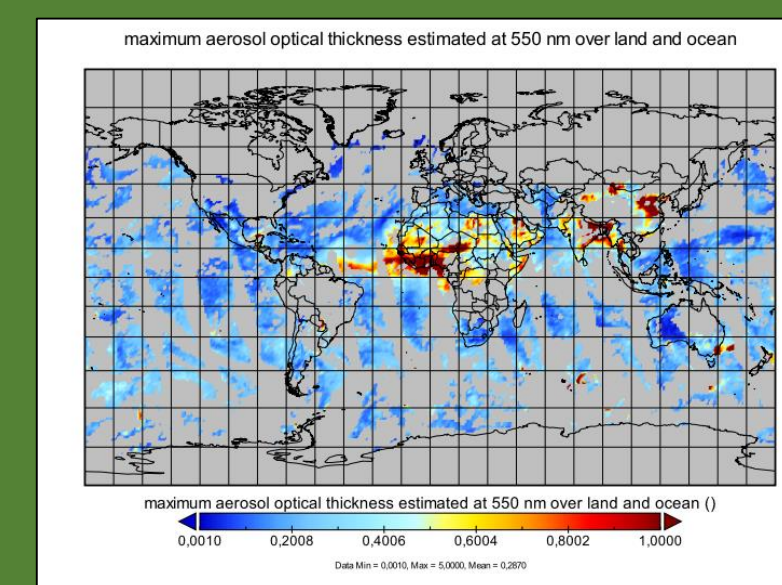 maximum aerosol optical thickness estimated at 550 nm over land and ocean
maximum aerosol optical thickness estimated at 550 nm over land and ocean ()
0,0010 0,2008 0,4006 0,6004 0,8002 1,0000
Data Min = 0,0010, Max = 5,0000, Mean = 0,2870